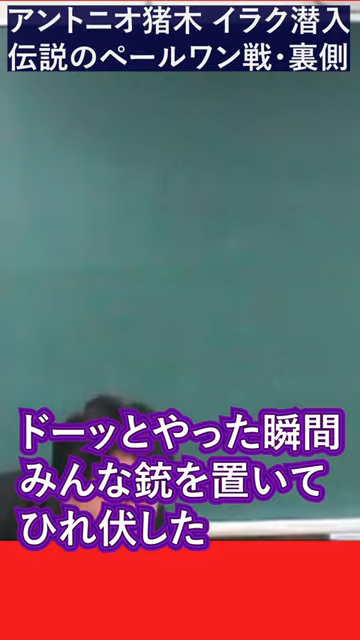 アントニオ猪木 イラク潜入
伝説のペールワン戦・裏側
ドーッとやった瞬間
みんな銃を置いて
ひれ伏した